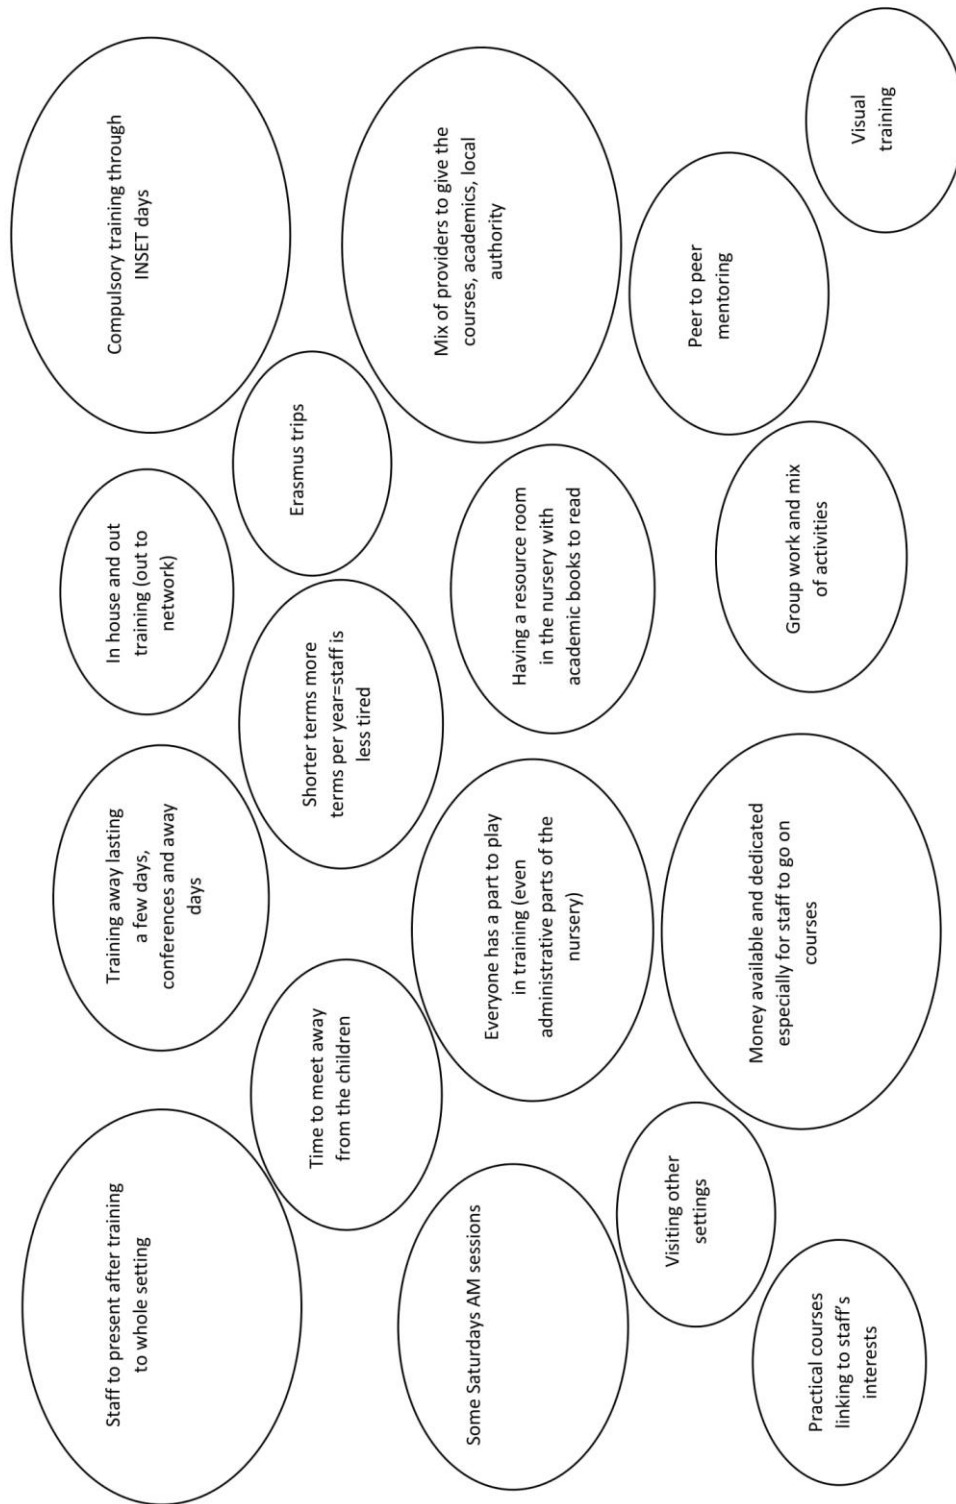 Staff to present after training
to whole setting
Training away lasting
a few days,
conferences and away
days
In house and out
training (out to
network)
Compulsory training through
INSET days
Time to meet away
from the children
Shorter terms more
terms per year=staff is
less tired
Erasmus trips
Some Saturdays AM sessions
Everyone has a part to play
in training (even
administrative parts of the
nursery)
Having a resource room
in the nursery with
academic books to read
Mix of providers to give the
courses, academics, local
authority
Visiting other
settings
Money available and dedicated
especially for staff to go on
courses
Group work and mix
of activities
Peer to peer
mentoring
Practical courses
linking to staff's
interests
Visual
training